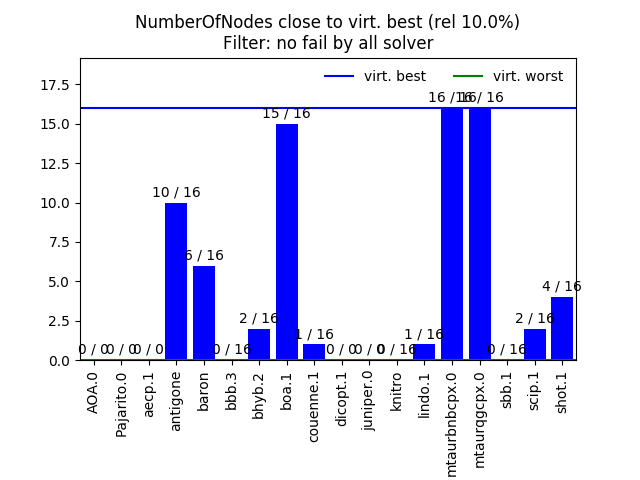 NumberOfNodes close to virt. best (rel 10.0%)
Filter: no fail by all solver
virt. best
virt. worst
17.5
15.0
12.5
10.0
7.5
5.0
2.5
0.0
0 / 0
0 / 0
0 / 0
10 / 16
6 / 16
0 / 16
2 / 16
15 / 16
1 / 16
0 / 0
0 / 0
0 / 16
1 / 16
16 / 16
16 / 16
0 / 16
2 / 16
4 / 16
AOA.0
Pajarito.0
aecp.1
antigone
baron
bbb.3
bhyb.2
boa.1
couenne.1
dicopt.1
juniper.0
knitro
lindo.1
mtaurbnbcpx.0
mtaurqgcpx.0
sbb.1
scip.1
shot.1